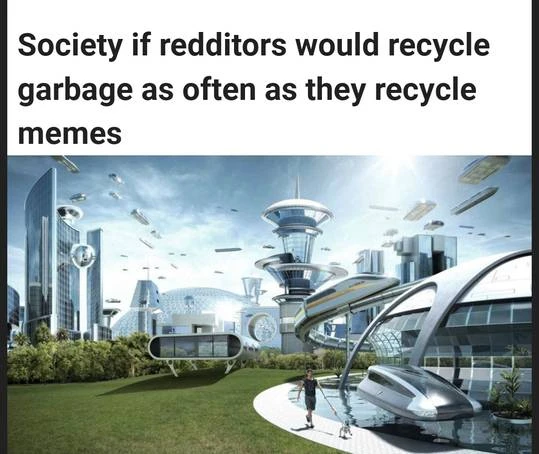 Society if redditors would recycle
garbage as often as they recycle
memes